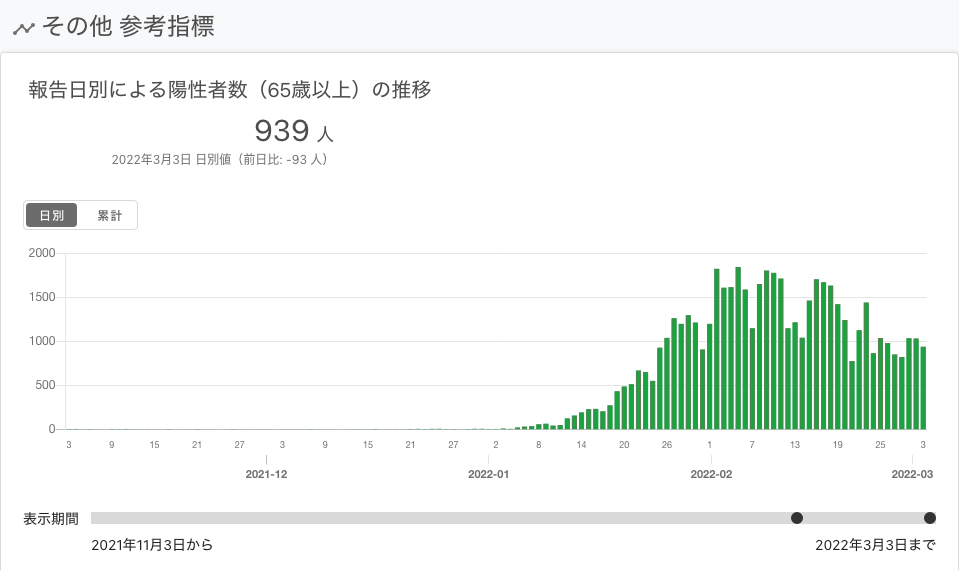 その他 参考指標
報告日別による陽性者数（65歳以上）の推移
939 人
2022年3月3日 日別値（前日比: -93 人）
日別 累計
2000
1500
1000
500
0
3 9 15 21 27 3 9 15 21 27 2 8 14 20 26 1 7 13 19 25 3
2021-12 2022-01 2022-02 2022-03
表示期間
2021年11月3日から 2022年3月3日まで